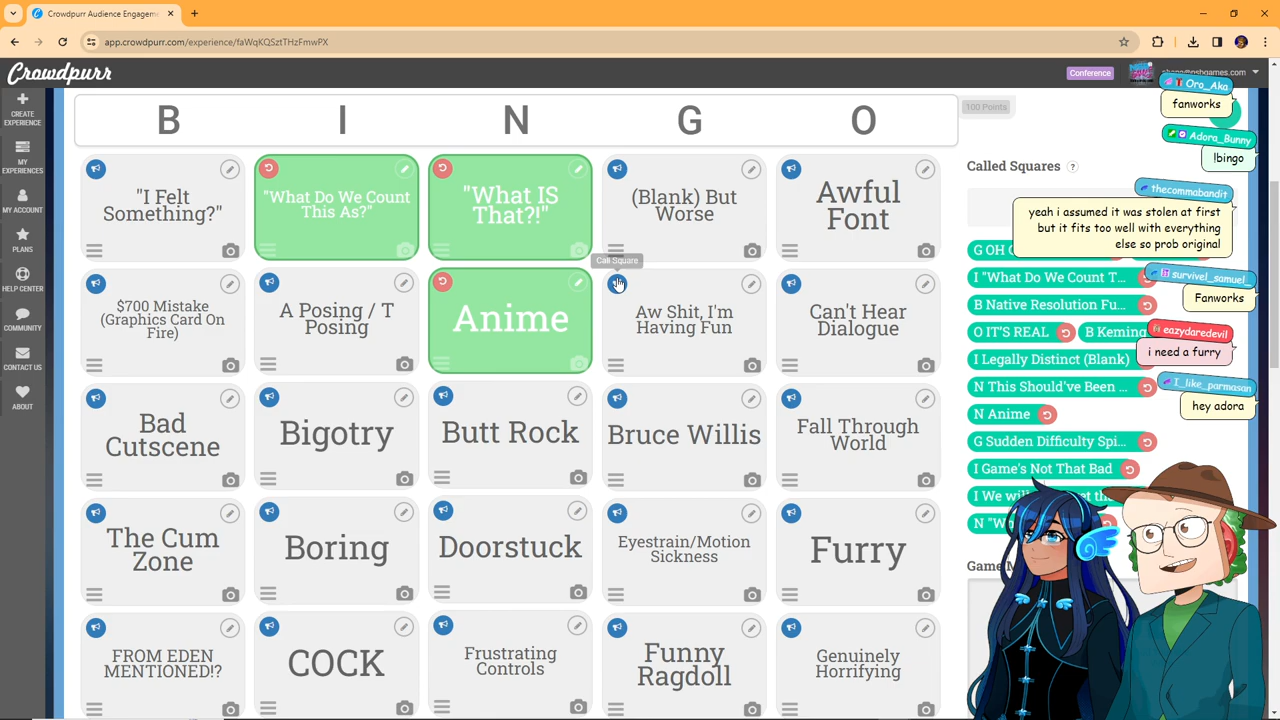 Crowdpurr Audience Engageme
app.crowdpurr.com/experience/faWqKQSztTHzFmwPX
Crowdpurr
Conference
CREATE
EXPERIENCE
MY
EXPERIENCES
MY ACCOUNT
PLANS
HELP CENTER
COMMUNITY
CONTACT US
ABOUT
B I N G O
100 Points
"I Felt
Something?"
"What Do We Count
This As?"
"What IS
That?!"
(Blank) But
Worse
Awful
Font
Call Square
$700 Mistake
(Graphics Card On
Fire)
A Posing / T
Posing
Anime
Aw Shit, I'm
Having Fun
Can't Hear
Dialogue
Bad
Cutscene
Bigotry
Butt Rock
Bruce Willis
Fall Through
World
The Cum
Zone
Boring
Doorstuck
Eyestrain/Motion
Sickness
Furry
FROM EDEN
MENTIONED!?
COCK
Frustrating
Controls
Funny
Ragdoll
Genuinely
Horrifying
Called Squares ?
G OH
I "What Do We Count T...
B Native Resolution Fu...
O IT'S REAL
B Keming
I Legally Distinct (Blank)
N This Should've Been ...
N Anime
G Sudden Difficulty Spi...
I Game's Not That Bad
I We will
N "W
Game M
Oro_Aka
fanworks
Adora_Bunny
!bingo
thecommabandit
yeah i assumed it was stolen at first
but it fits too well with everything
else so prob original
survivel_samuel
Fanworks
eazydaredevil
i need a furry
I_like_parmasan
hey adora